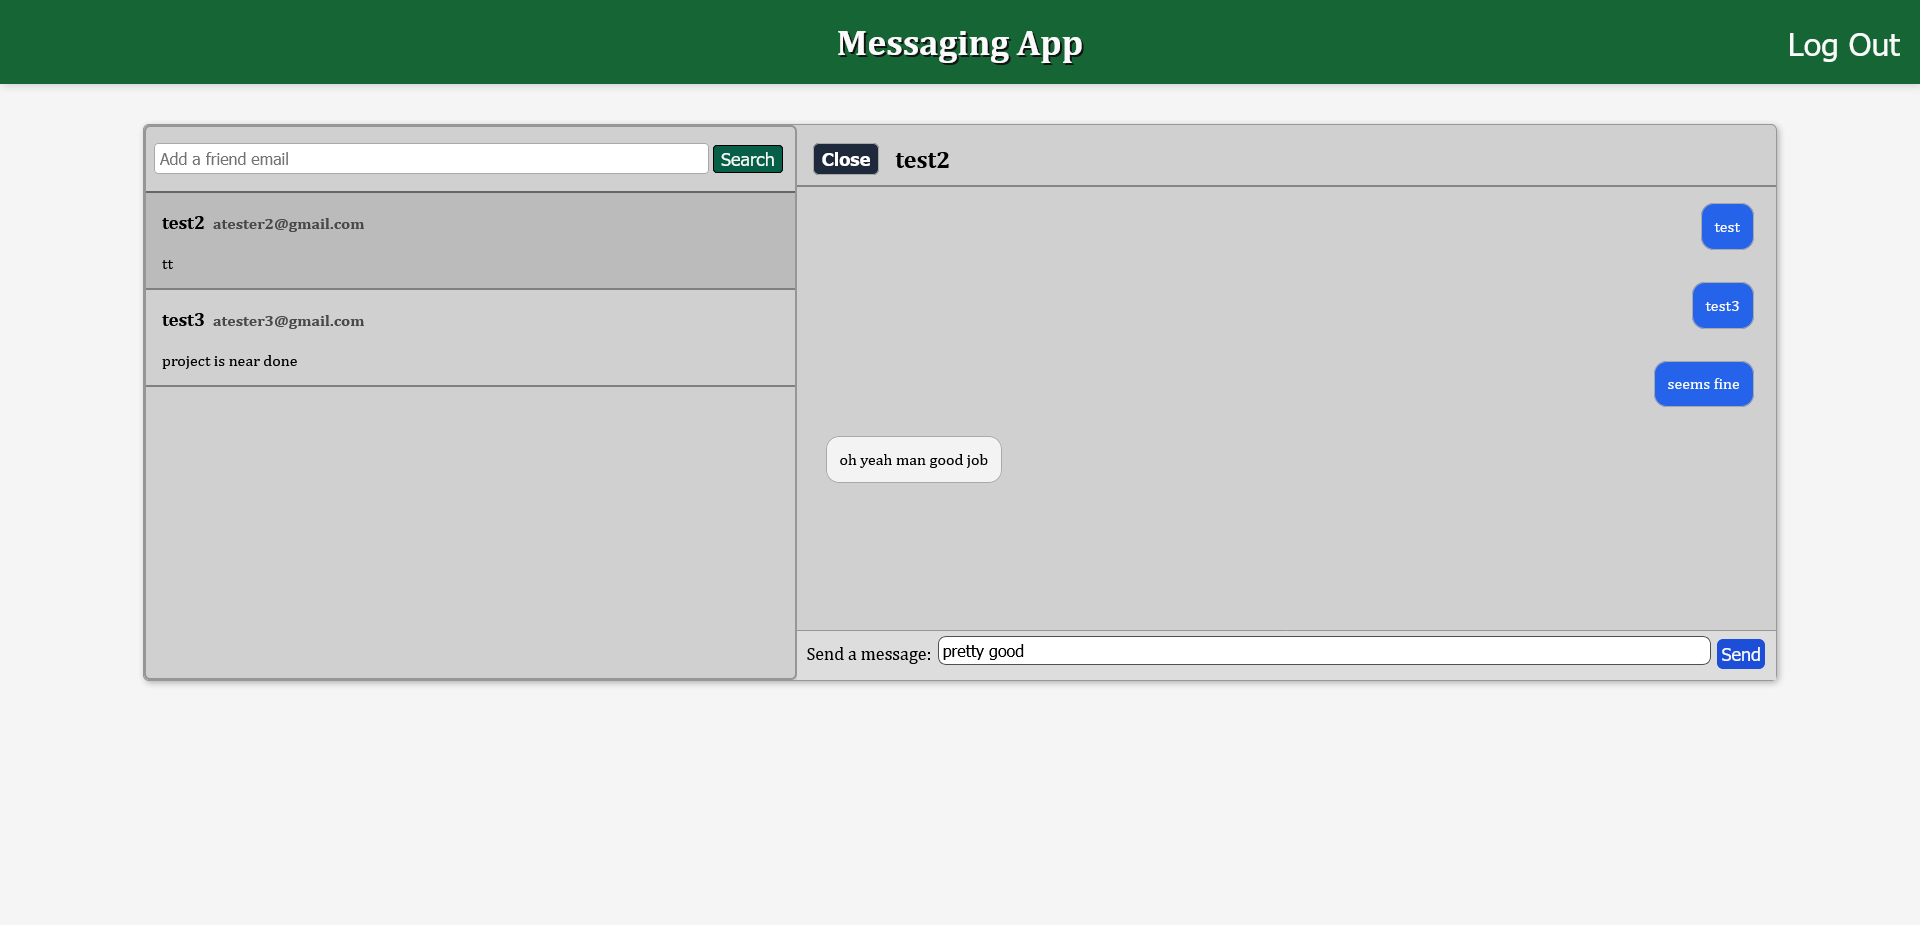 Messaging App
Log Out
Add a friend email
Search
test2 atester2@gmail.com
tt
test3 atester3@gmail.com
project is near done
Close test2
test
test3
seems fine
oh yeah man good job
Send a message: pretty good Send